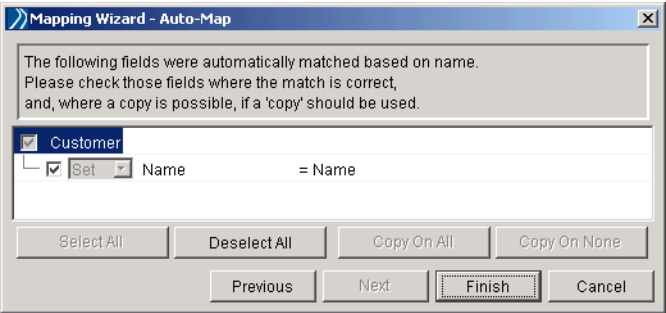 Mapping Wizard - Auto-Map
The following fields were automatically matched based on name.
Please check those fields where the match is correct,
and, where a copy is possible, if a 'copy' should be used.
Customer
Set Name = Name
Select All Deselect All Copy On All Copy On None
Previous Next Finish Cancel